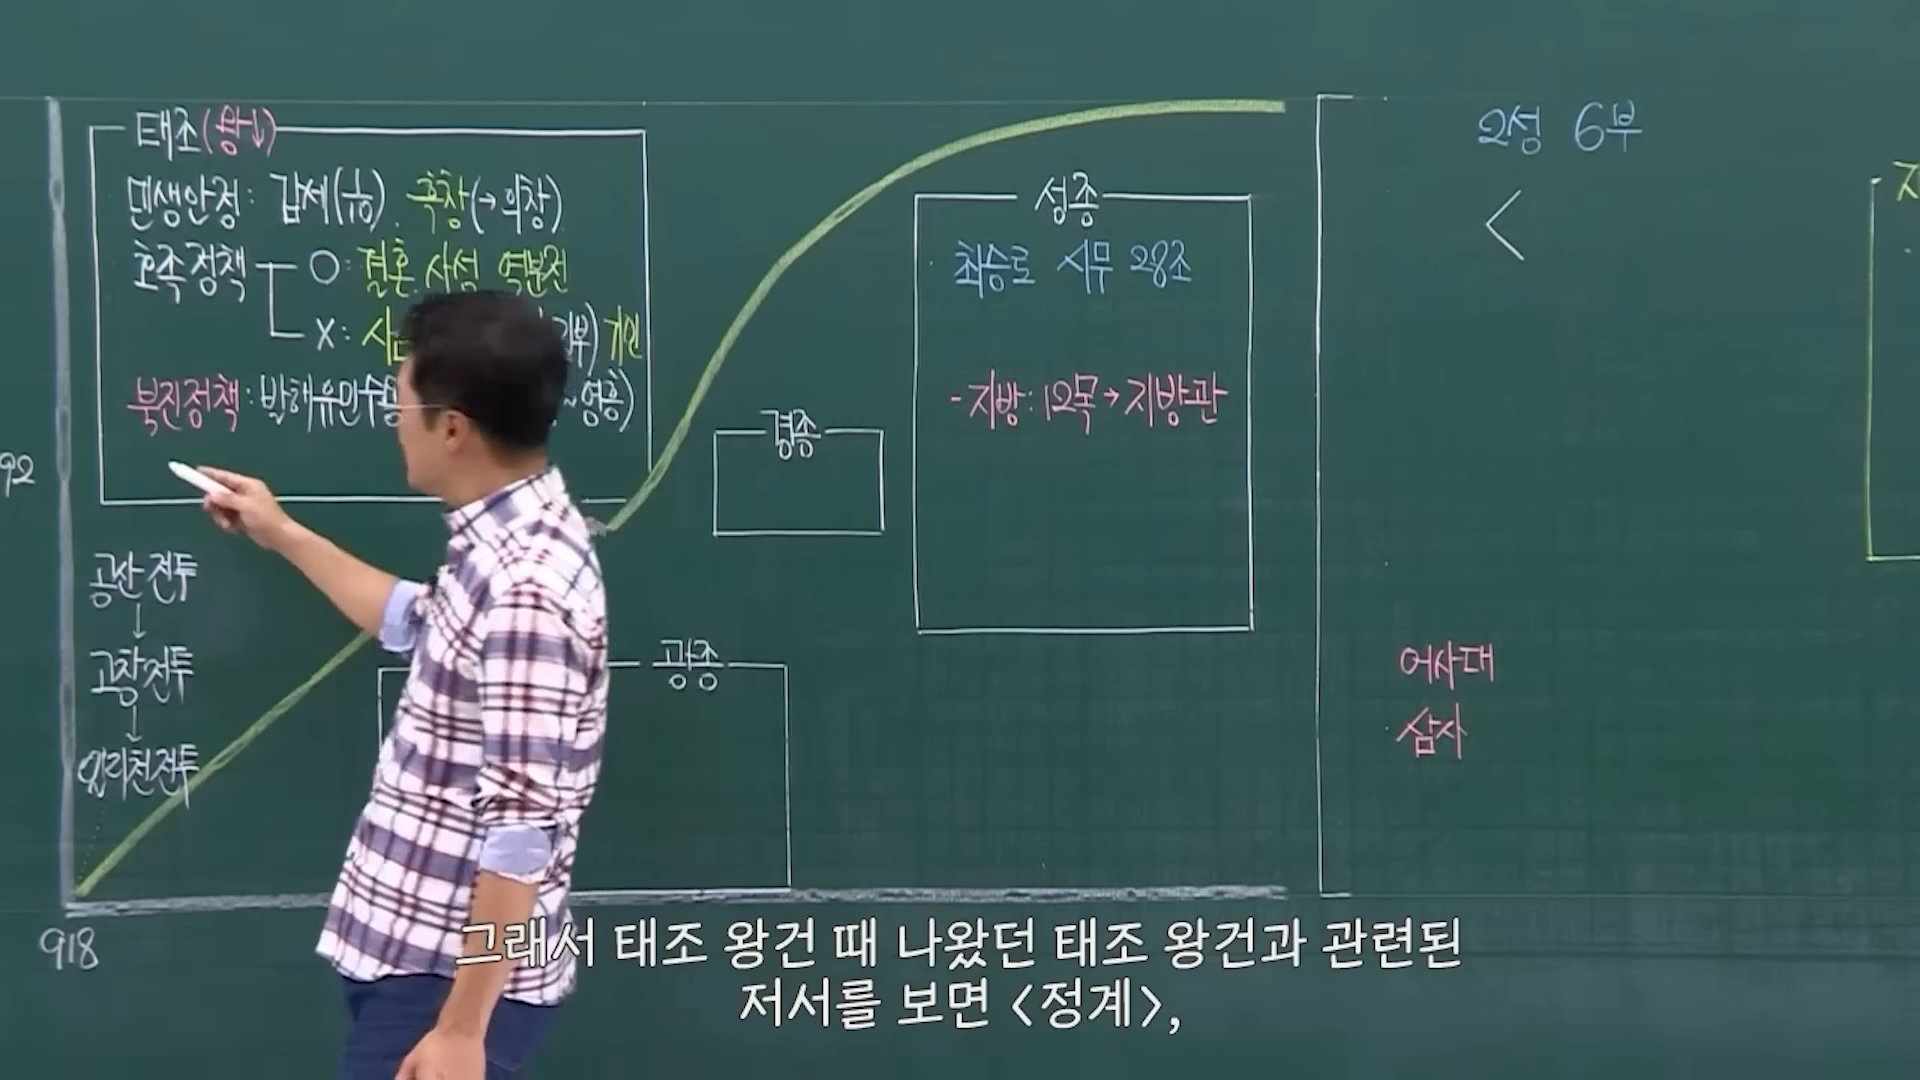 태조(왕↓)
민생안정: 감세(1/10). 흑창(→의창)
호족정책 ○: 결혼, 사성, 역분전
X: 사 기인
북진정책: 발해유민수용 ~영흥)
92
공산 전투
↓
고창 전투
↓
일리천 전투
918
경종
광종
성종
최승로 시무 28조
- 지방: 12목→지방관
2성 6부
<
어사대
삼사
그래서 태조 왕건 때 나왔던 태조 왕건과 관련된
저서를 보면 <정계>,